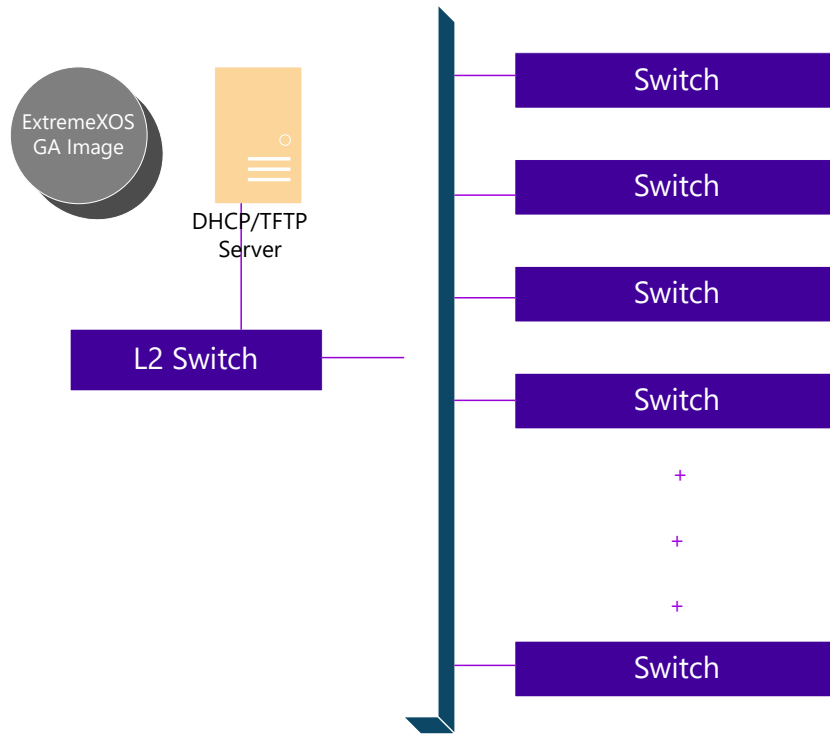 ExtremeXOS
GA Image
DHCP/TFTP
Server
L2 Switch
Switch
Switch
Switch
Switch
+
+
+
Switch